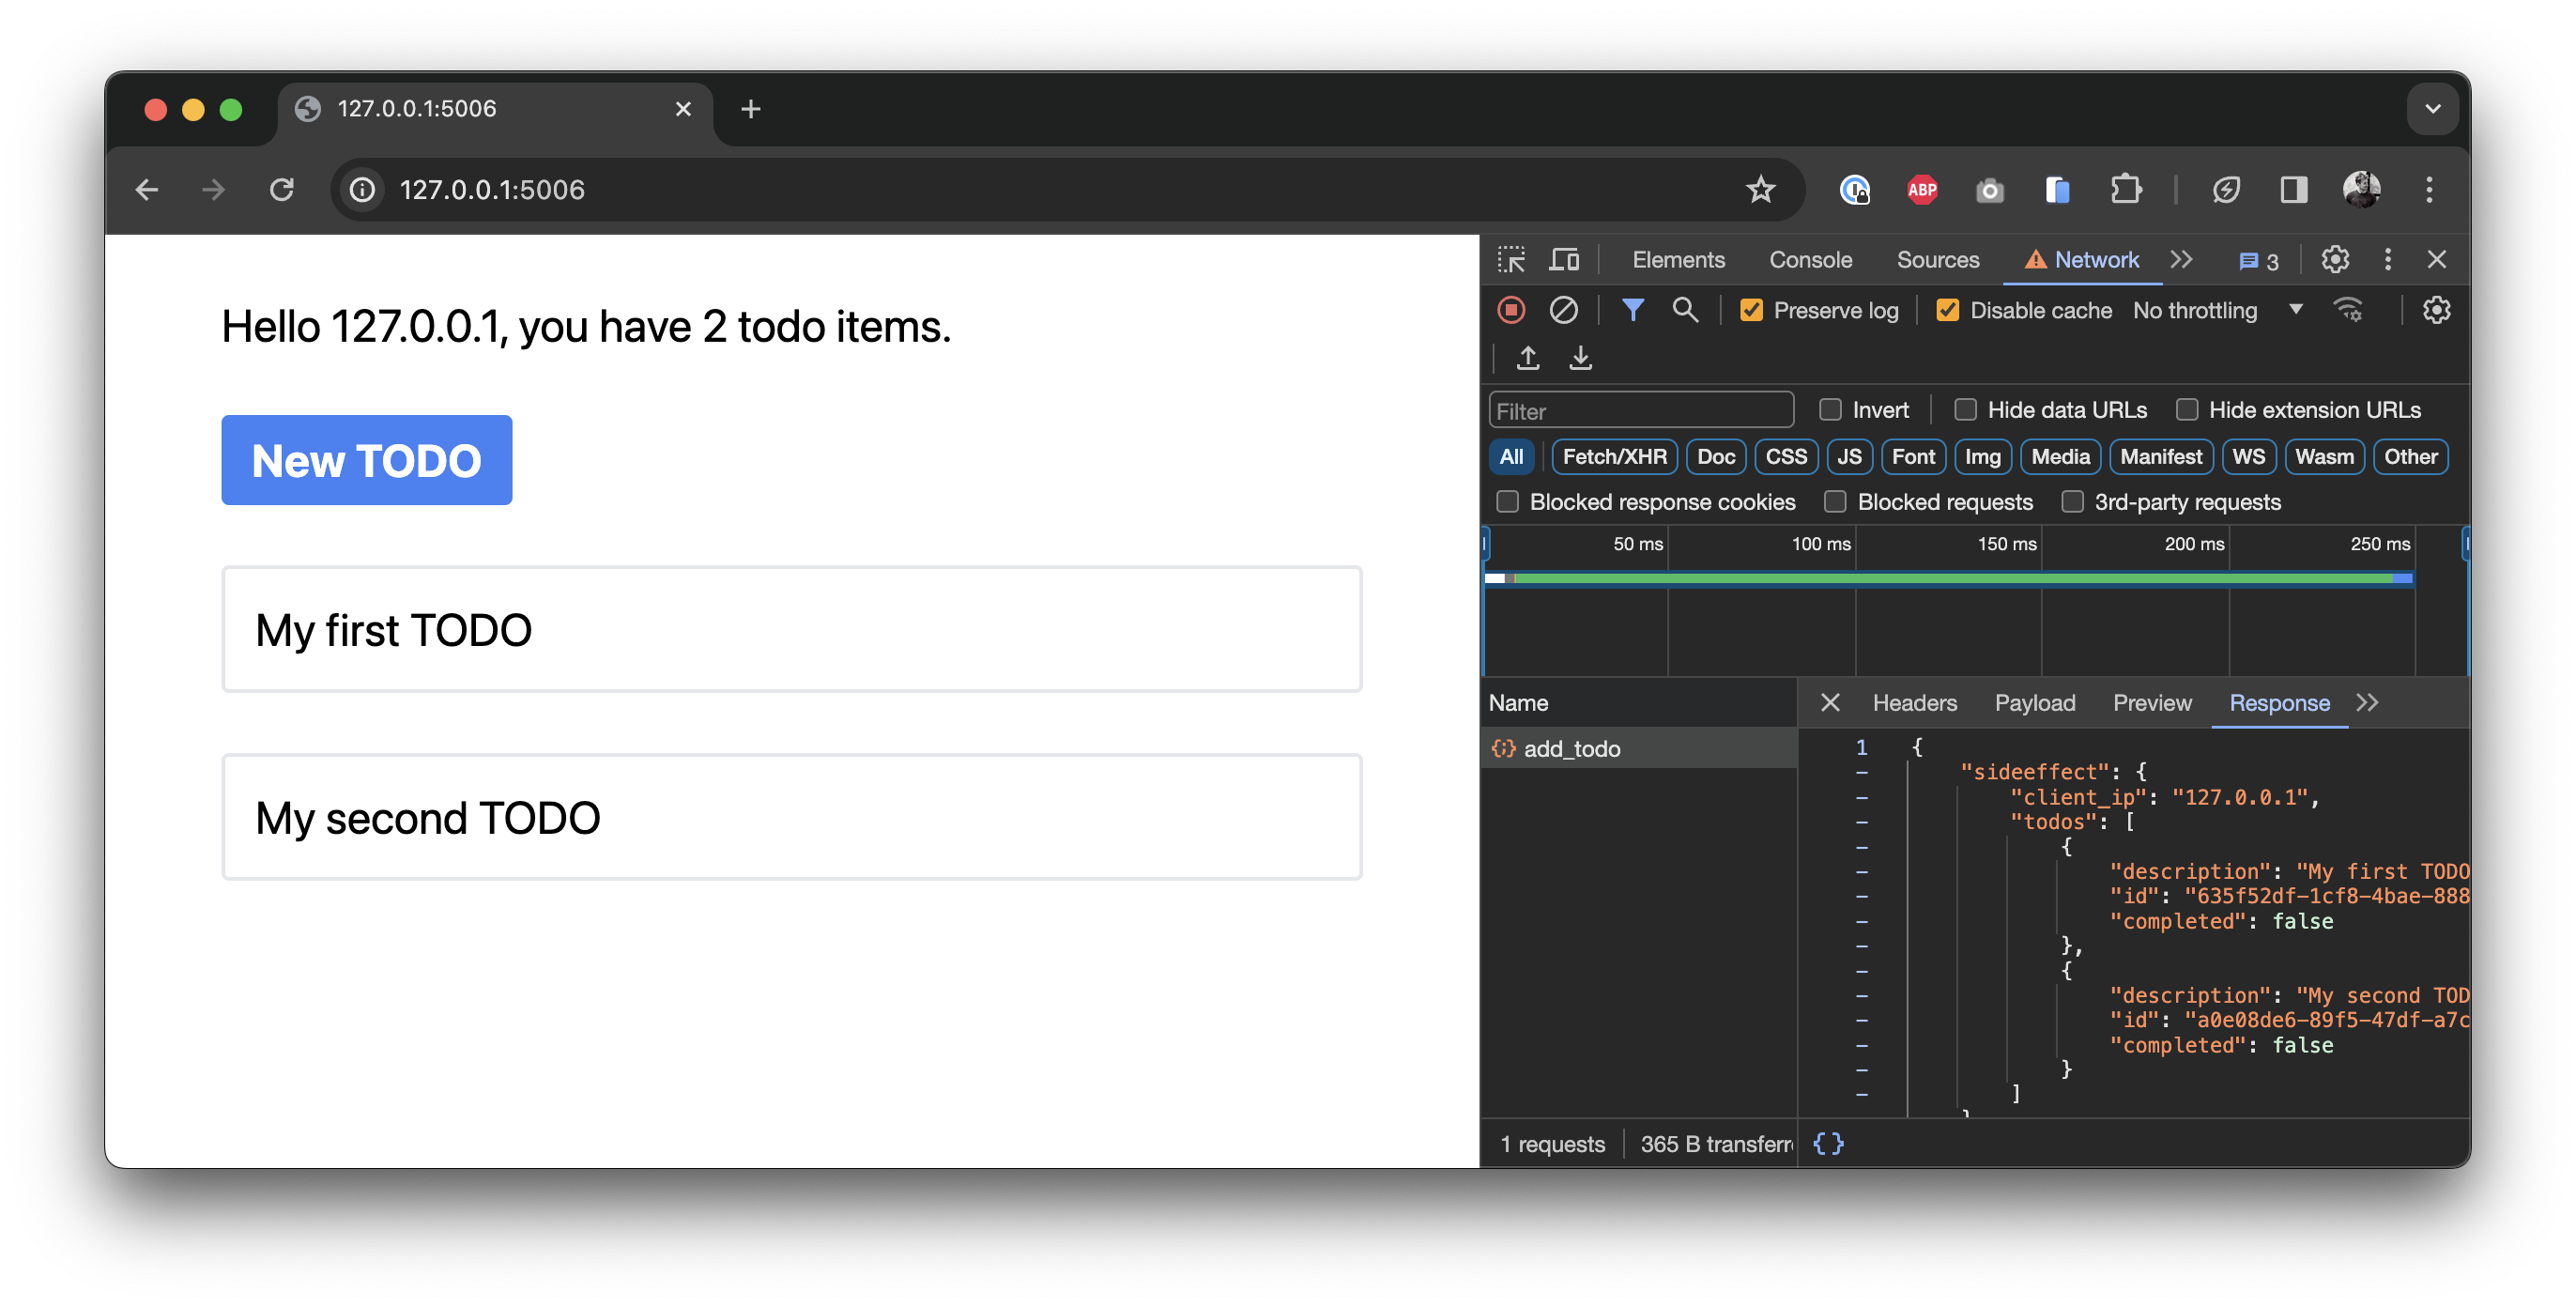 127.0.0.1:5006
127.0.0.1:5006
ABP
Hello 127.0.0.1, you have 2 todo items.
New TODO
My first TODO
My second TODO
Elements Console Sources Network 3
Preserve log Disable cache No throttling
Filter Invert Hide data URLs Hide extension URLs
All Fetch/XHR Doc CSS JS Font Img Media Manifest WS Wasm Other
Blocked response cookies Blocked requests 3rd-party requests
50 ms 100 ms 150 ms 200 ms 250 ms
Name
add_todo
Headers Payload Preview Response
1 {
- "sideeffect": {
- "client_ip": "127.0.0.1",
- "todos": [
- {
- "description": "My first TODO
- "id": "635f52df-1cf8-4bae-888
- "completed": false
- },
- {
- "description": "My second TOD
- "id": "a0e08de6-89f5-47df-a7c
- "completed": false
- }
- ]
1 requests 365 B transferr
{}